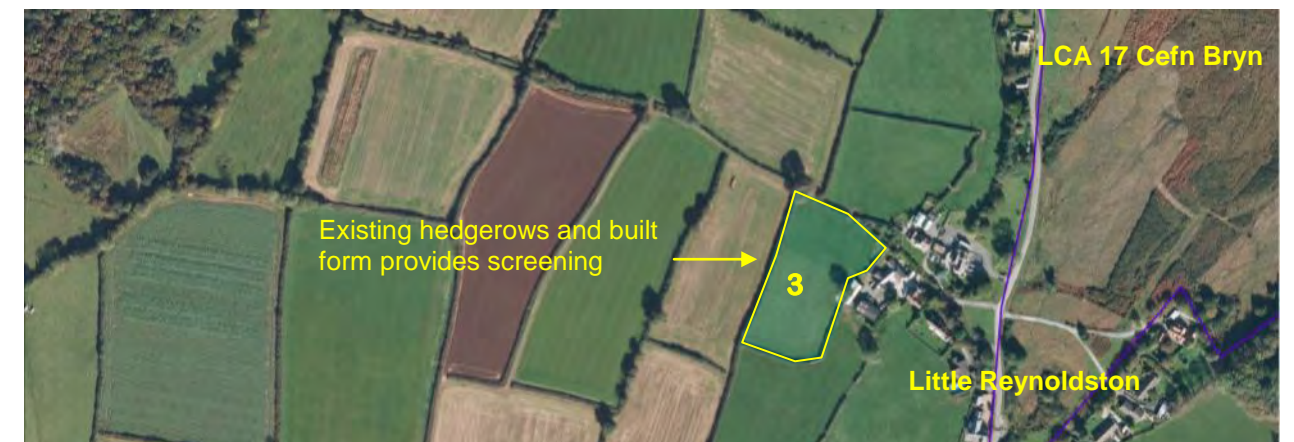 LCA 17 Cefn Bryn
Existing hedgerows and built
form provides screening
3
Little Reynoldston